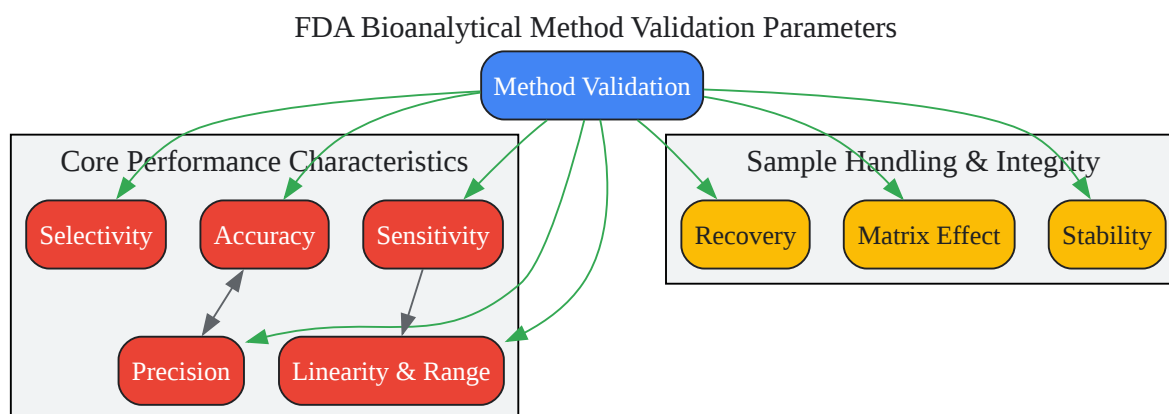 FDA Bioanalytical Method Validation Parameters
Method Validation
Core Performance Characteristics
Sample Handling & Integrity
Selectivity
Accuracy
Sensitivity
Recovery
Matrix Effect
Stability
Precision
Linearity & Range